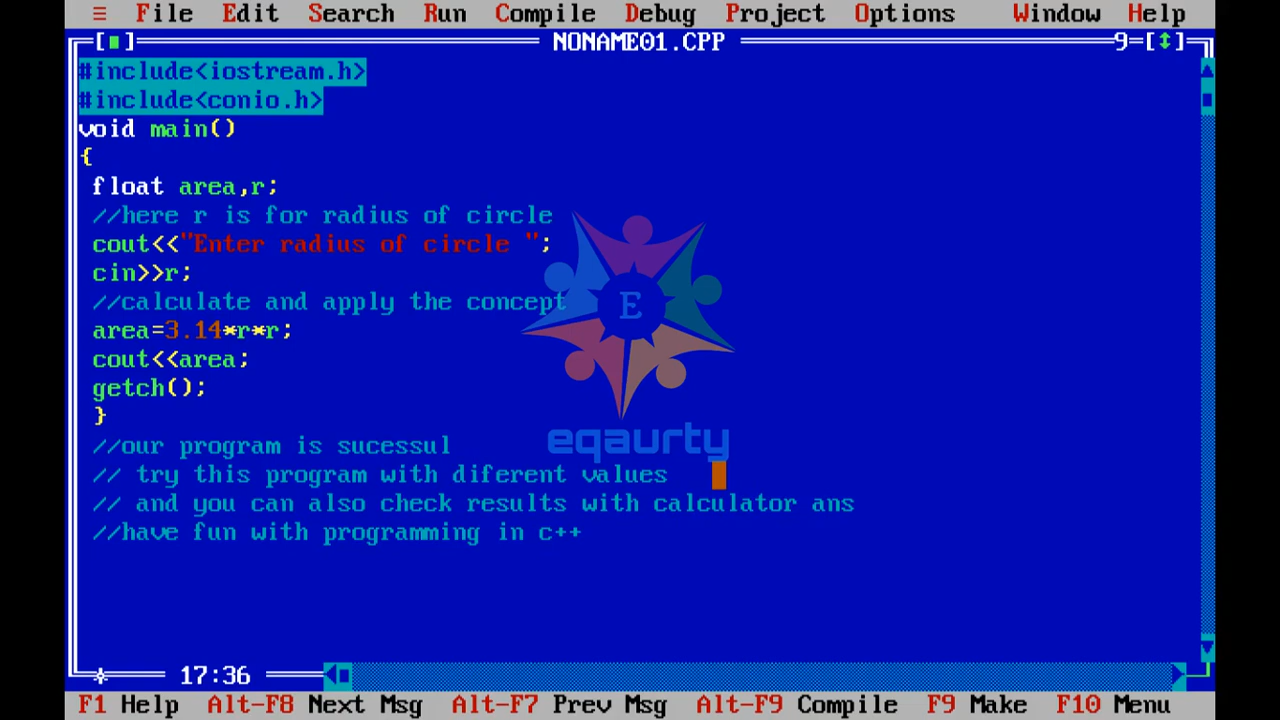 ≡ File Edit Search Run Compile Debug Project Options Window Help
[■] NONAME01.CPP 9=[↕]
#include<iostream.h>
#include<conio.h>
void main()
{
float area,r;
//here r is for radius of circle
cout<<"Enter radius of circle ";
cin>>r;
//calculate and apply the concept
area=3.14*r*r;
cout<<area;
getch();
}
//our program is sucessul
// try this program with diferent values
// and you can also check results with calculator ans
//have fun with programming in c++
E
eqaurty
17:36
F1 Help Alt-F8 Next Msg Alt-F7 Prev Msg Alt-F9 Compile F9 Make F10 Menu